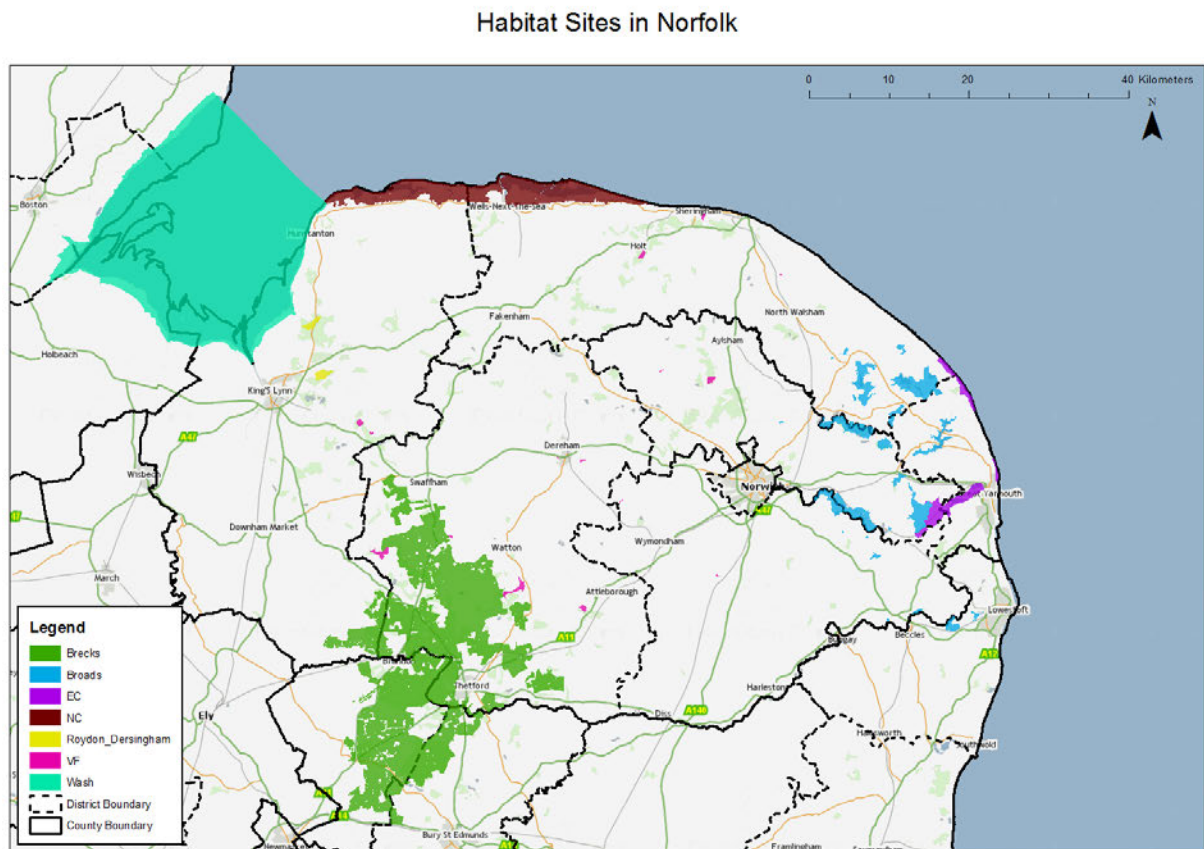 Habitat Sites in Norfolk
0 10 20 40 Kilometers
N
Boston
Wells-Next-The-Sea
Sheringham
Hunstanton
Holt
North Walsham
Fakenham
Aylsham
Holbeach
King'S Lynn
A47
Dereham
Wisbech
Swaffham
Downham Market
Watton
Wymondham
March
Attleborough
Lowestoft
Beccles
A11
Thetford
Harleston
Diss
A140
Ely
Southwold
Bury St Edmunds
Framlingham
Legend
Brecks
Broads
EC
NC
Roydon_Dersingham
VF
Wash
District Boundary
County Boundary